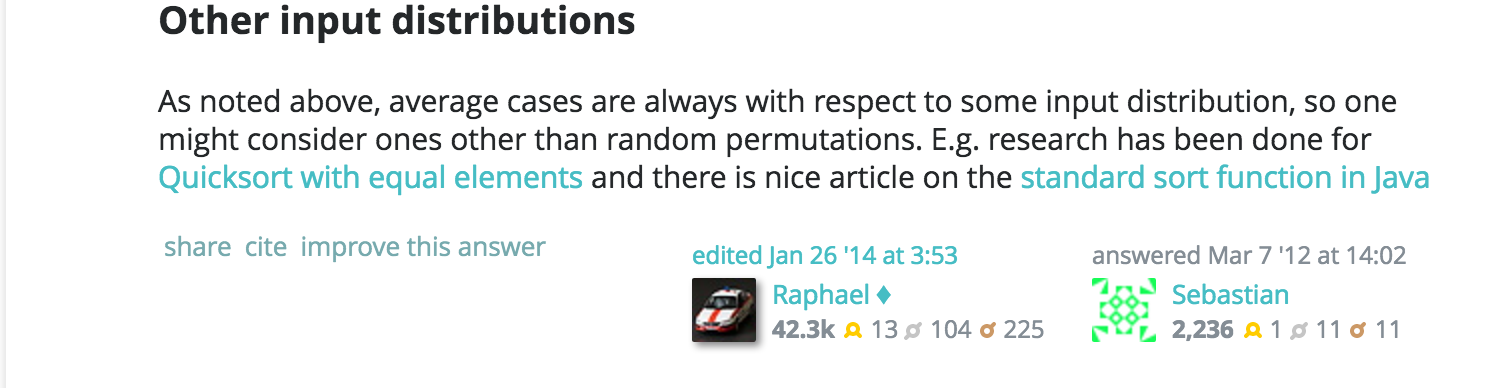 Other input distributions
As noted above, average cases are always with respect to some input distribution, so one
might consider ones other than random permutations. E.g. research has been done for
Quicksort with equal elements and there is nice article on the standard sort function in Java
share cite improve this answer
edited Jan 26 '14 at 3:53
Raphael ♦
42.3k 13 104 225
answered Mar 7 '12 at 14:02
Sebastian
2,236 1 11 11